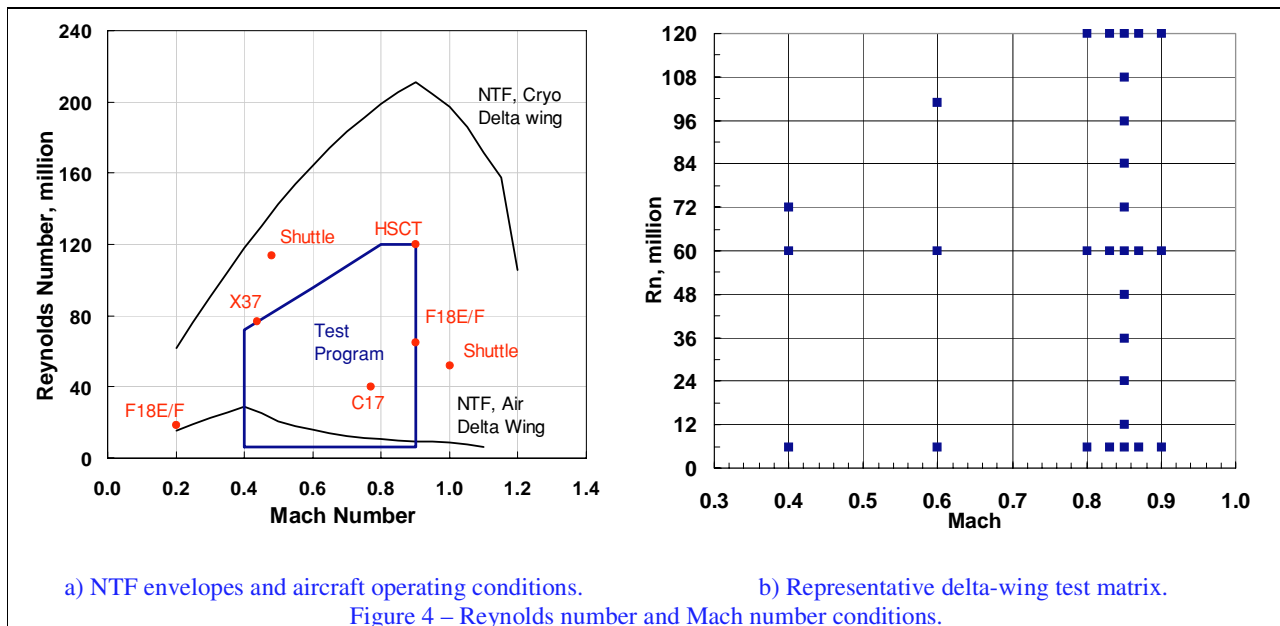 240
200
160
120
80
40
0
Reynolds Number, million
0.0 0.2 0.4 0.6 0.8 1.0 1.2 1.4
Mach Number
NTF, Cryo
Delta wing
HSCT
Shuttle
X37
F18E/F
Test
Program
Shuttle
C17
NTF, Air
Delta Wing
F18E/F
120
108
96
84
72
60
48
36
24
12
0
Rn, million
0.3 0.4 0.5 0.6 0.7 0.8 0.9 1.0
Mach
a) NTF envelopes and aircraft operating conditions.
b) Representative delta-wing test matrix.
Figure 4 – Reynolds number and Mach number conditions.